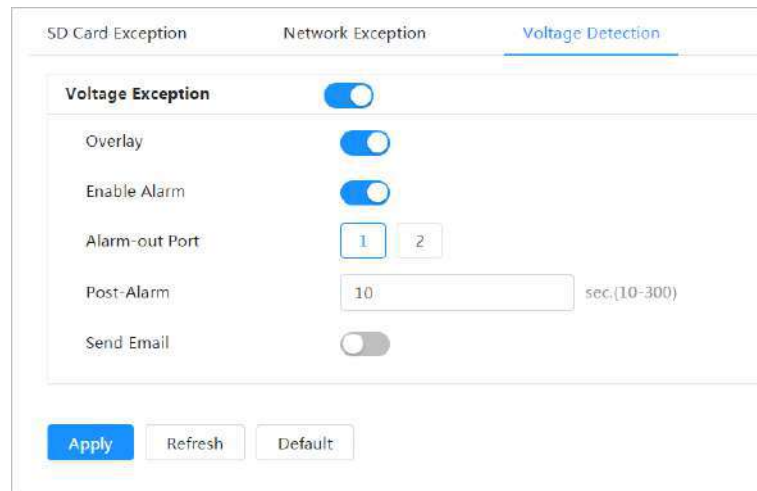 SD Card Exception Network Exception Voltage Detection
Voltage Exception
Overlay
Enable Alarm
Alarm-out Port 1 2
Post-Alarm 10 sec.(10-300)
Send Email
Apply Refresh Default